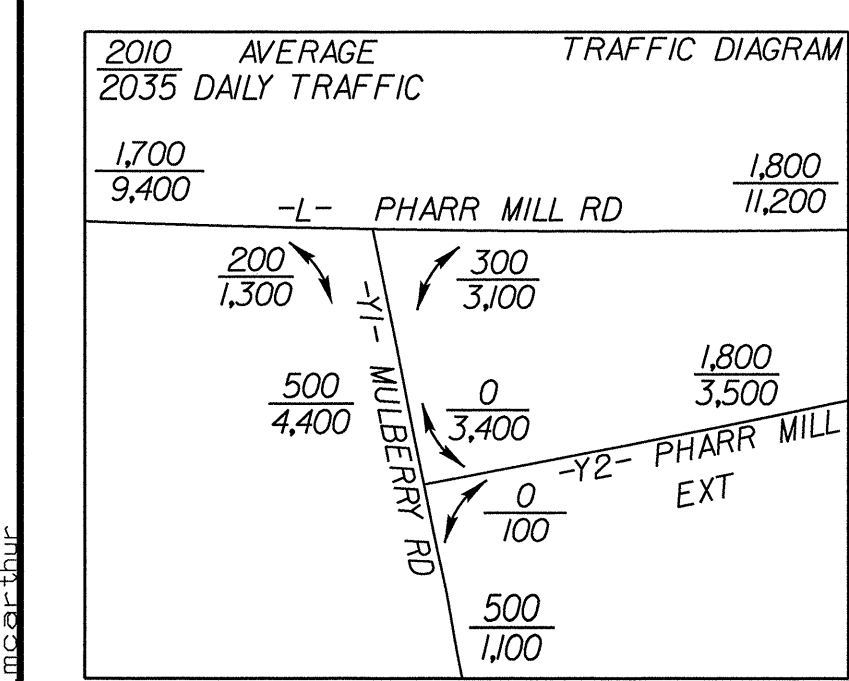 2010 AVERAGE
2035 DAILY TRAFFIC
TRAFFIC DIAGRAM
1,700
9,400
1,800
11,200
-L- PHARR MILL RD
200
1,300
300
3,100
-Y1- MULBERRY RD
500
4,400
0
3,400
1,800
3,500
-Y2- PHARR MILL
EXT
0
100
500
1,100
mcarthur